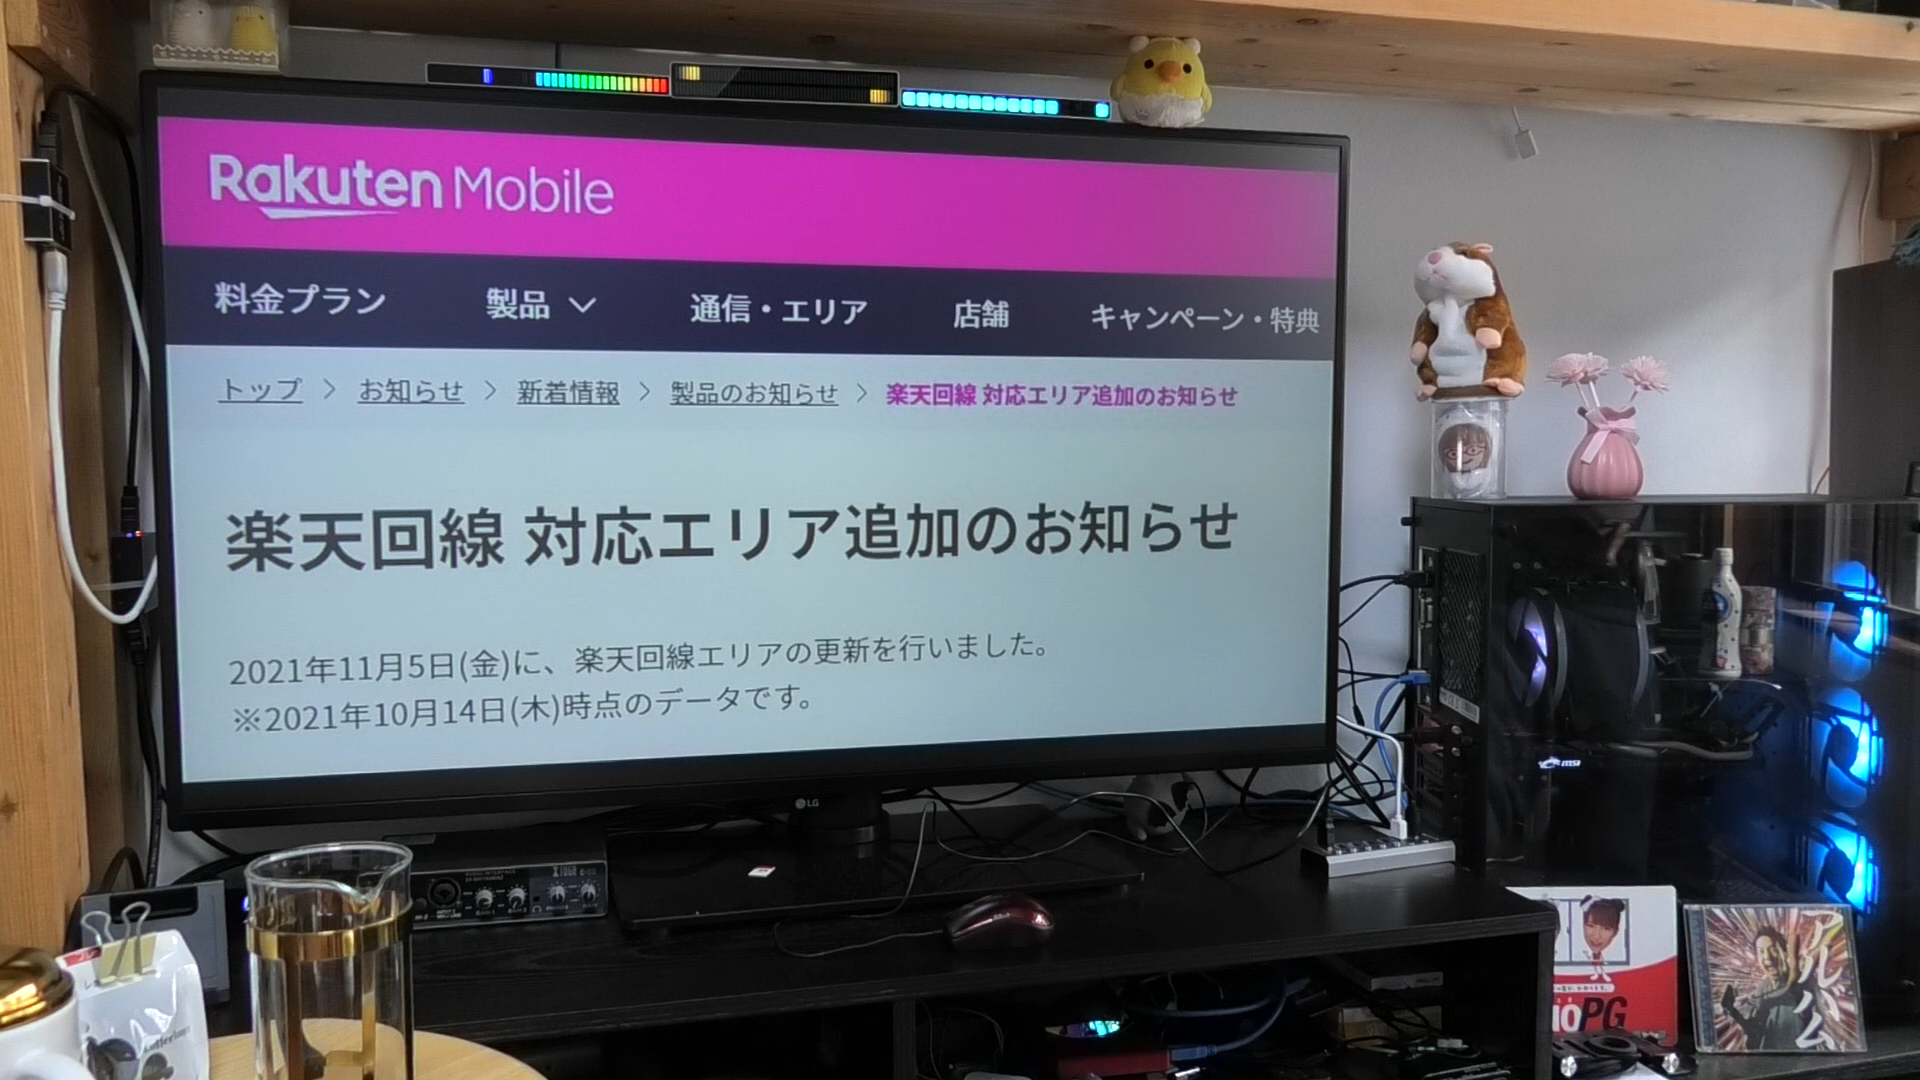 Rakuten Mobile
料金プラン 製品 通信・エリア 店舗 キャンペーン・特典
トップ > お知らせ > 新着情報 > 製品のお知らせ > 楽天回線 対応エリア追加のお知らせ
楽天回線 対応エリア追加のお知らせ
2021年11月5日(金)に、楽天回線エリアの更新を行いました。
※2021年10月14日(木)時点のデータです。
LG
msi
PG
アルバム